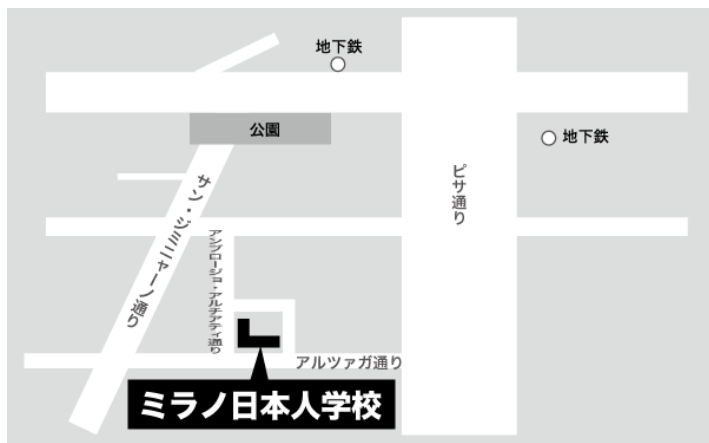 地下鉄
公園
地下鉄
ピサ通り
サン・ジミニャーノ通り
アンブロージョ・アルチアティ通り
アルツァガ通り
ミラノ日本人学校